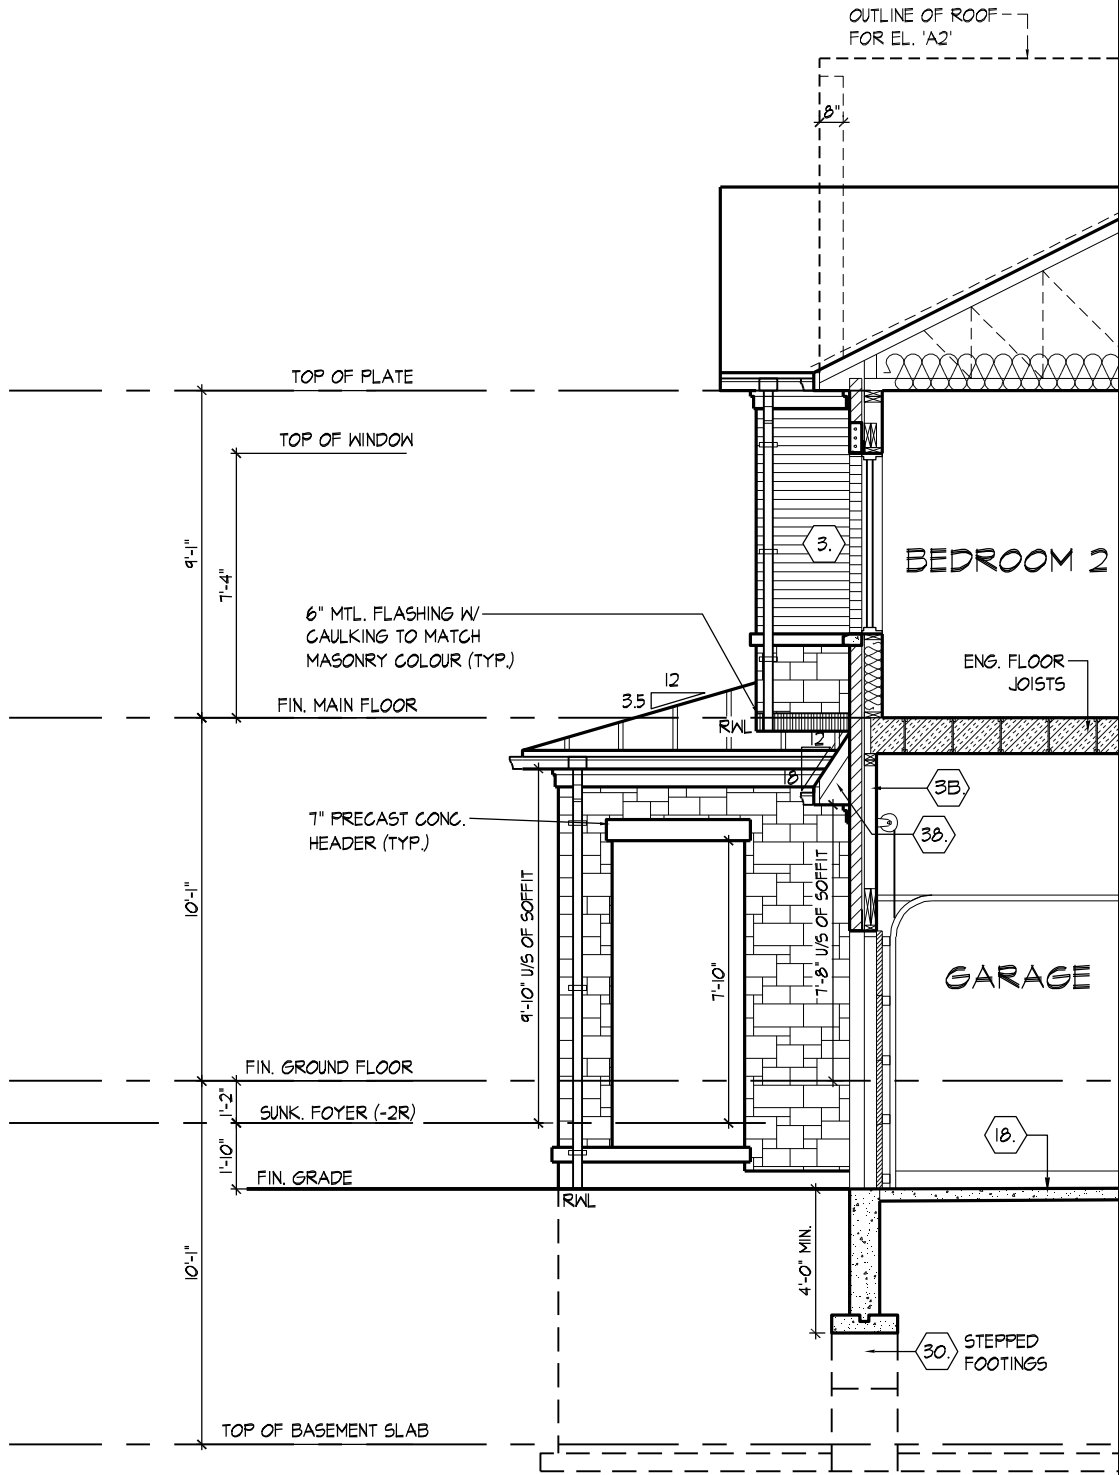 OUTLINE OF ROOF
FOR EL. 'A2'
8"
TOP OF PLATE
TOP OF WINDOW
9'-1"
7'-4"
3.
BEDROOM 2
6" MTL. FLASHING W/
CAULKING TO MATCH
MASONRY COLOUR (TYP.)
ENG. FLOOR
JOISTS
12
3.5
FIN. MAIN FLOOR
RWL
12
8
3B.
7" PRECAST CONC.
HEADER (TYP.)
38.
10'-1"
9'-10" U/S OF SOFFIT
7'-10"
7'-8" U/S OF SOFFIT
GARAGE
FIN. GROUND FLOOR
1'-2"
SUNK. FOYER (-2R)
1'-10"
18.
FIN. GRADE
RWL
10'-1"
4'-0" MIN.
30.
STEPPED
FOOTINGS
TOP OF BASEMENT SLAB